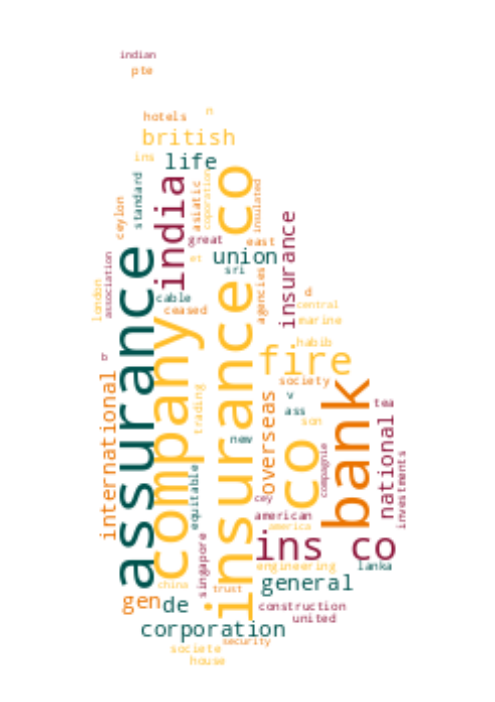 indian
pte
hotels
n
british
ins
life
standard
india
asiatic
coporation
insurance co
insulated
ceylon
great
east
insurance
union
et
sri
association
london
assurance
company
cable
ceased
agencies
d
central
marine
habib
fire
b
society
international
trading
overseas
v
ass
bank
tea
son
new
co
compagnie
national
investments
equitable
cey
american
america
ins co
singapore
engineering
lanka
china
trust
general
gen
de
construction
united
corporation
security
societe
house